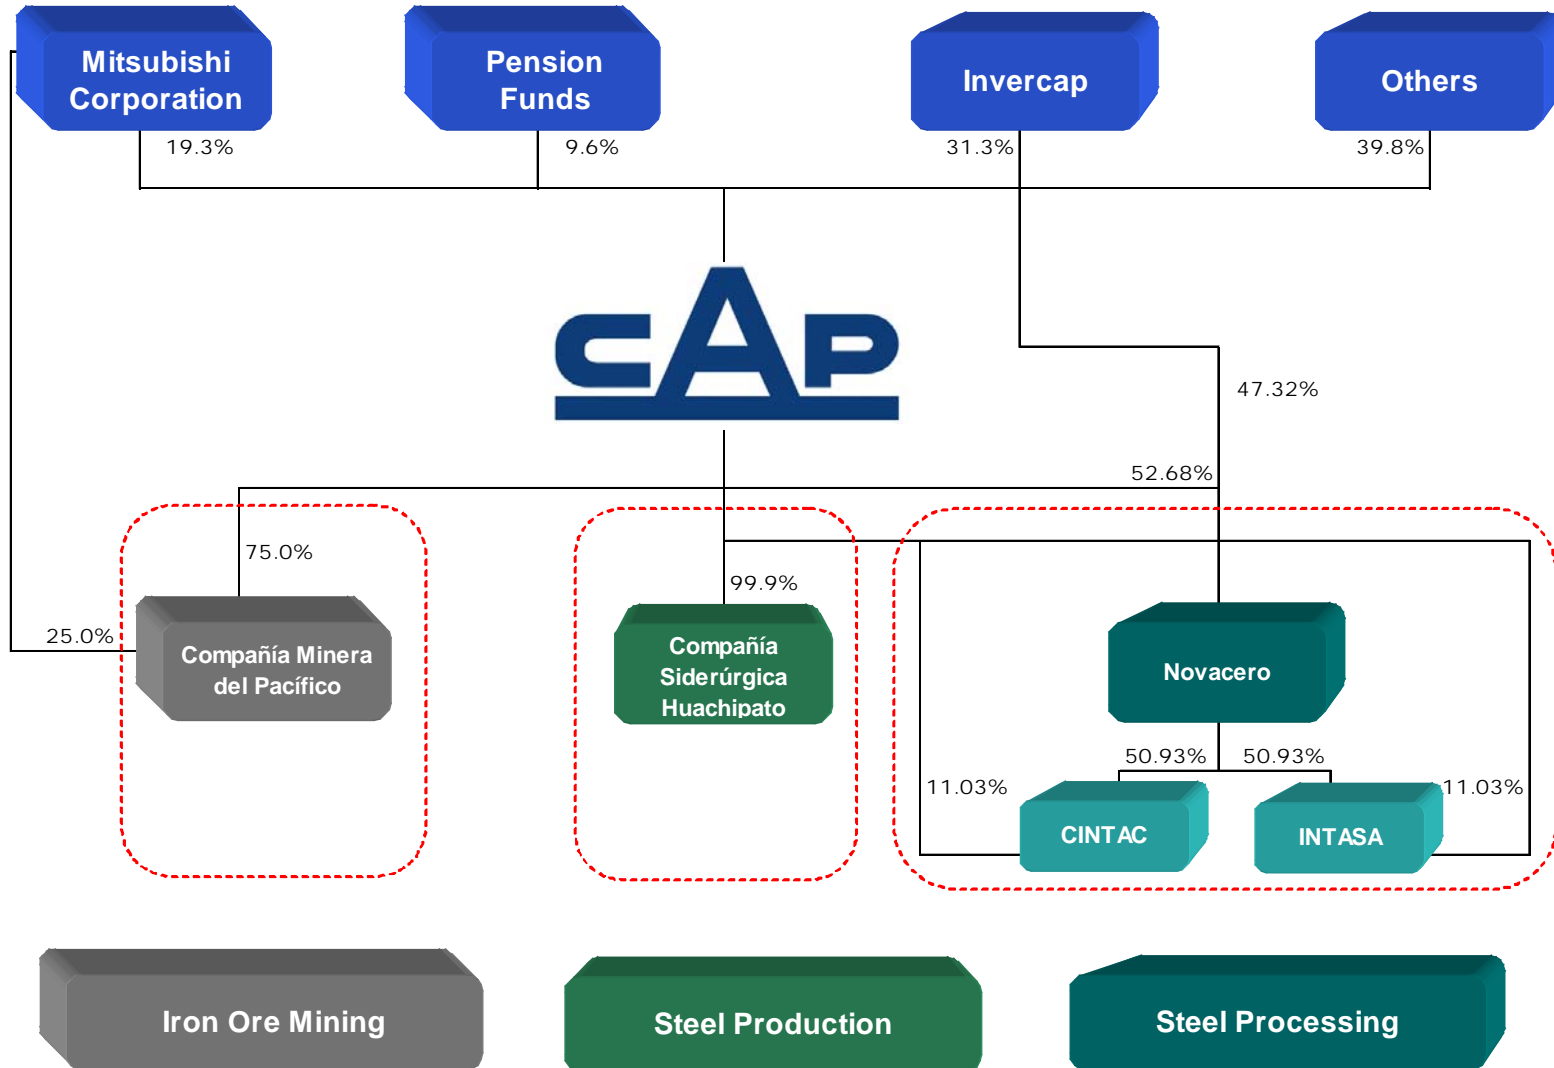 Mitsubishi
Corporation
Pension
Funds
Invercap
Others
19.3%
9.6%
31.3%
39.8%
CAP
47.32%
52.68%
75.0%
99.9%
25.0%
Compañía Minera
del Pacífico
Compañía
Siderúrgica
Huachipato
Novacero
50.93%
50.93%
11.03%
11.03%
CINTAC
INTASA
Iron Ore Mining
Steel Production
Steel Processing